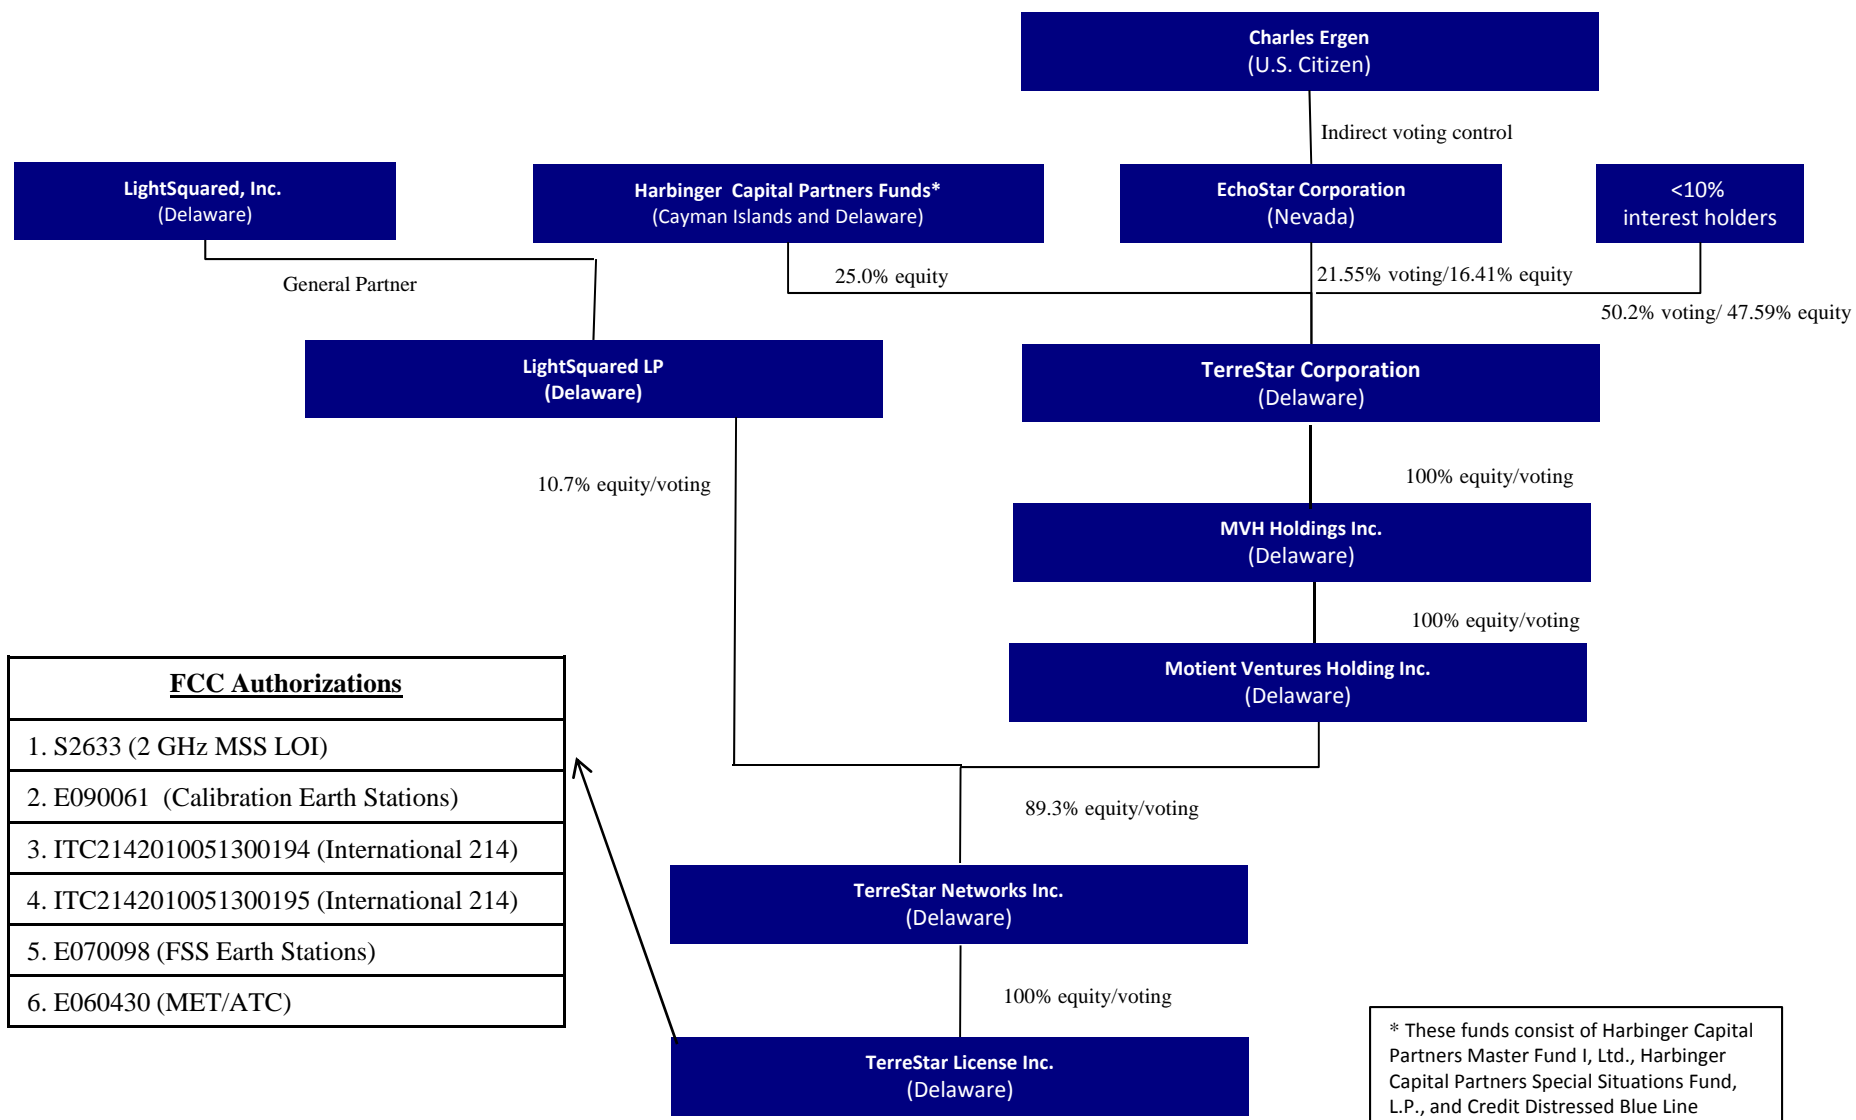 Charles Ergen
(U.S. Citizen)
Indirect voting control
LightSquared, Inc.
(Delaware)
Harbinger Capital Partners Funds*
(Cayman Islands and Delaware)
EchoStar Corporation
(Nevada)
<10%
interest holders
General Partner
25.0% equity
21.55% voting/16.41% equity
50.2% voting/ 47.59% equity
LightSquared LP
(Delaware)
TerreStar Corporation
(Delaware)
10.7% equity/voting
100% equity/voting
MVH Holdings Inc.
(Delaware)
100% equity/voting
Motient Ventures Holding Inc.
(Delaware)
FCC Authorizations
1. S2633 (2 GHz MSS LOI)
2. E090061 (Calibration Earth Stations)
3. ITC2142010051300194 (International 214)
4. ITC2142010051300195 (International 214)
5. E070098 (FSS Earth Stations)
6. E060430 (MET/ATC)
89.3% equity/voting
TerreStar Networks Inc.
(Delaware)
100% equity/voting
TerreStar License Inc.
(Delaware)
* These funds consist of Harbinger Capital
Partners Master Fund I, Ltd., Harbinger
Capital Partners Special Situations Fund,
L.P., and Credit Distressed Blue Line